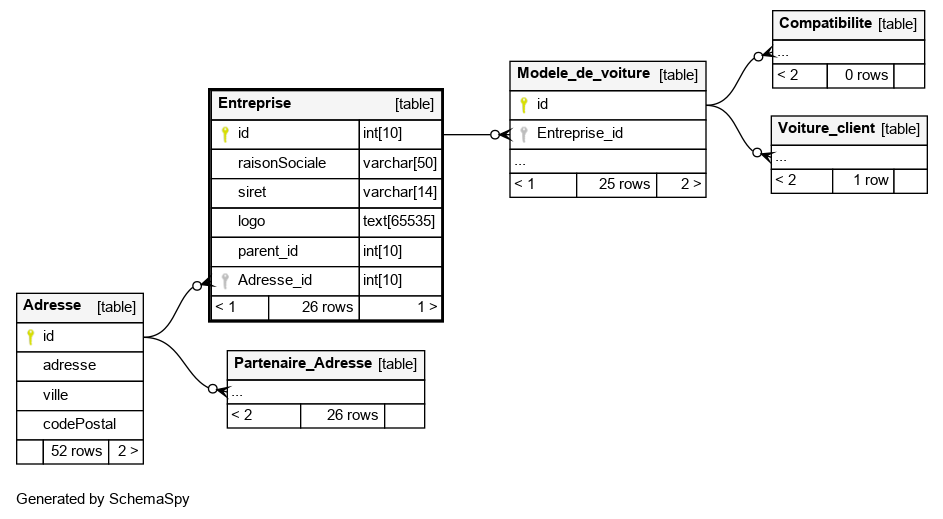 Compatibilite [table]
...
< 2 0 rows
Modele_de_voiture [table]
id
Entreprise_id
...
< 1 25 rows 2 >
Voiture_client [table]
...
< 2 1 row
Entreprise [table]
id int[10]
raisonSociale varchar[50]
siret varchar[14]
logo text[65535]
parent_id int[10]
Adresse_id int[10]
< 1 26 rows 1 >
Adresse [table]
id
adresse
ville
codePostal
52 rows 2 >
Partenaire_Adresse [table]
...
< 2 26 rows
Generated by SchemaSpy